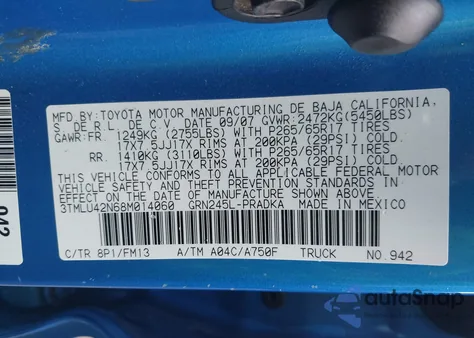 MFD.BY:TOYOTA MOTOR MANUFACTURING DE BAJA CALIFORNIA,
S. DE R.L. DE C.V. DATE 09/07 GVWR:2472KG(5450LBS)
GAWR:FR. 1249KG (2755LBS) WITH P265/65R17 TIRES
17X7.5JJ17X RIMS AT 200KPA (29PSI) COLD
RR. 1410KG (3110LBS) WITH P265/65R17 TIRES
17X7.5JJ17X RIMS AT 200KPA (29PSI) COLD
THIS VEHICLE CONFORMS TO ALL APPLICABLE FEDERAL MOTOR
VEHICLE SAFETY AND THEFT PREVENTION STANDARDS IN
EFFECT ON THE DATE OF MANUFACTURE SHOWN ABOVE.
3TMLU42N68M014060 GRN245L-PRADKA MADE IN MEXICO
C/TR 8P1/FM13 A/TM A04C/A750F TRUCK NO.942
942
autoSnap